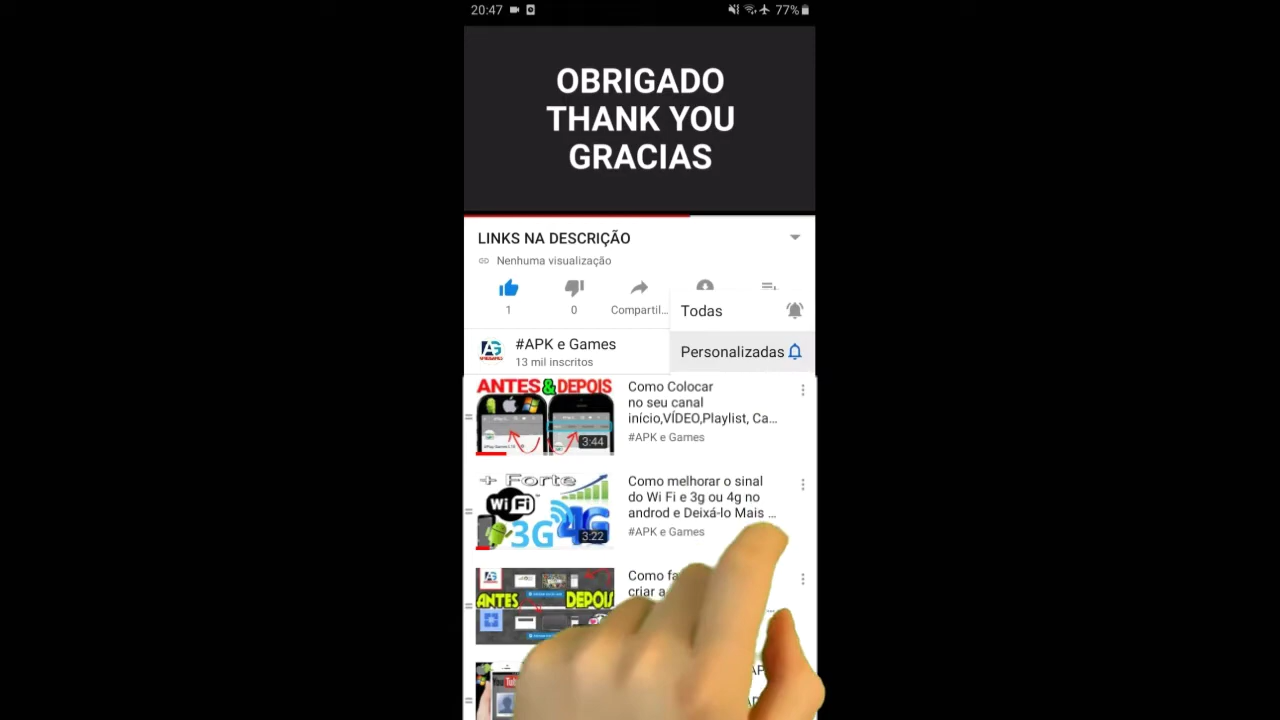 20:47
77%
OBRIGADO
THANK YOU
GRACIAS
LINKS NA DESCRIÇÃO
Nenhuma visualização
1
0
Compartil...
Todas
Personalizadas
#APK e Games
13 mil inscritos
ANTES&DEPOIS
3:44
Como Colocar
no seu canal
início,VÍDEO,Playlist, Ca...
#APK e Games
+ Forte
WiFi
3G
4G
3:22
Como melhorar o sinal
do Wi Fi e 3g ou 4g no
androd e Deixá-lo Mais ...
#APK e Games
ANTES
DEPOIS
Como fa
criar a